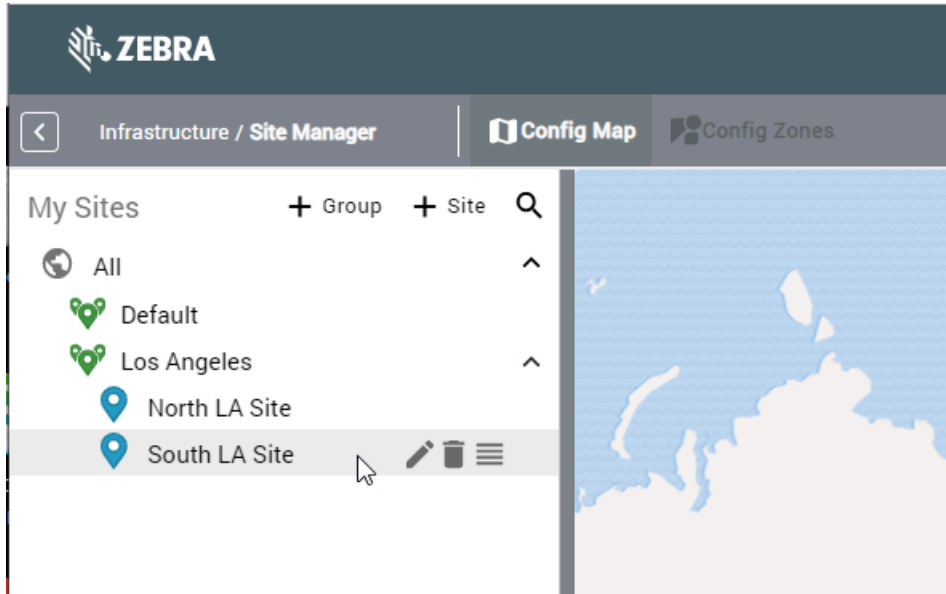 ZEBRA
Infrastructure / Site Manager
Config Map
Config Zones
My Sites
+ Group
+ Site
All
Default
Los Angeles
North LA Site
South LA Site